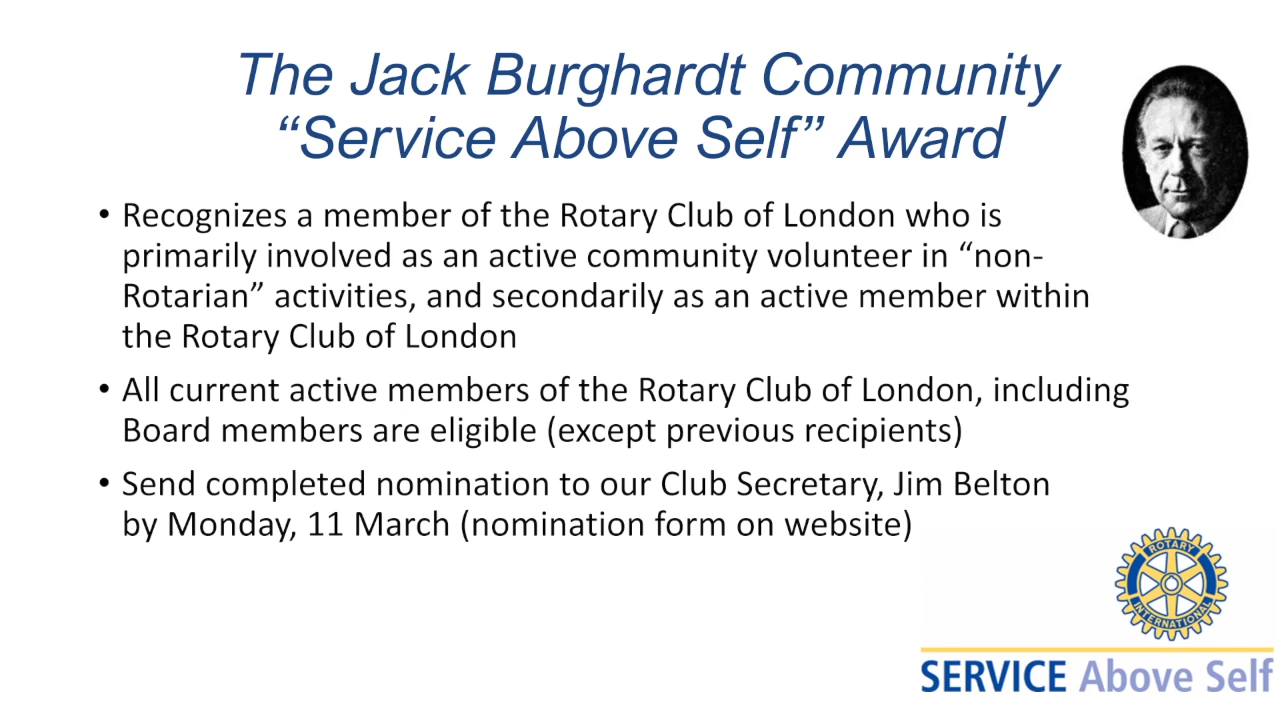 The Jack Burghardt Community
“Service Above Self” Award
• Recognizes a member of the Rotary Club of London who is
primarily involved as an active community volunteer in “non-
Rotarian” activities, and secondarily as an active member within
the Rotary Club of London
• All current active members of the Rotary Club of London, including
Board members are eligible (except previous recipients)
• Send completed nomination to our Club Secretary, Jim Belton
by Monday, 11 March (nomination form on website)
ROTARY
INTERNATIONAL
SERVICE Above Self